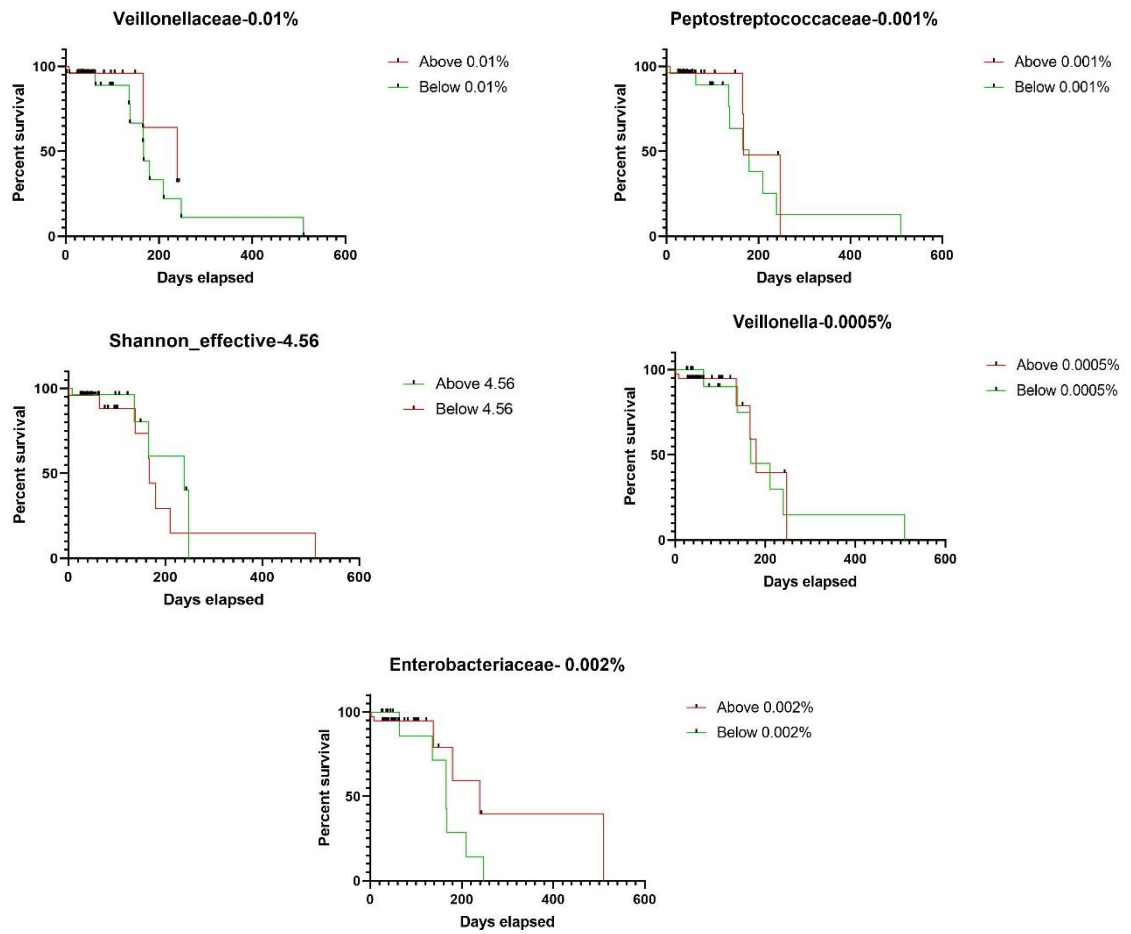 Veillonellaceae-0.01%
Above 0.01%
Below 0.01%
Percent survival
100
50
0
0 200 400 600
Days elapsed
Peptostreptococcaceae-0.001%
Above 0.001%
Below 0.001%
Percent survival
100
50
0
0 200 400 600
Days elapsed
Shannon_effective-4.56
Above 4.56
Below 4.56
Percent survival
100
50
0
0 200 400 600
Days elapsed
Veillonella-0.0005%
Above 0.0005%
Below 0.0005%
Percent survival
100
50
0
0 200 400 600
Days elapsed
Enterobacteriaceae- 0.002%
Above 0.002%
Below 0.002%
Percent survival
100
50
0
0 200 400 600
Days elapsed